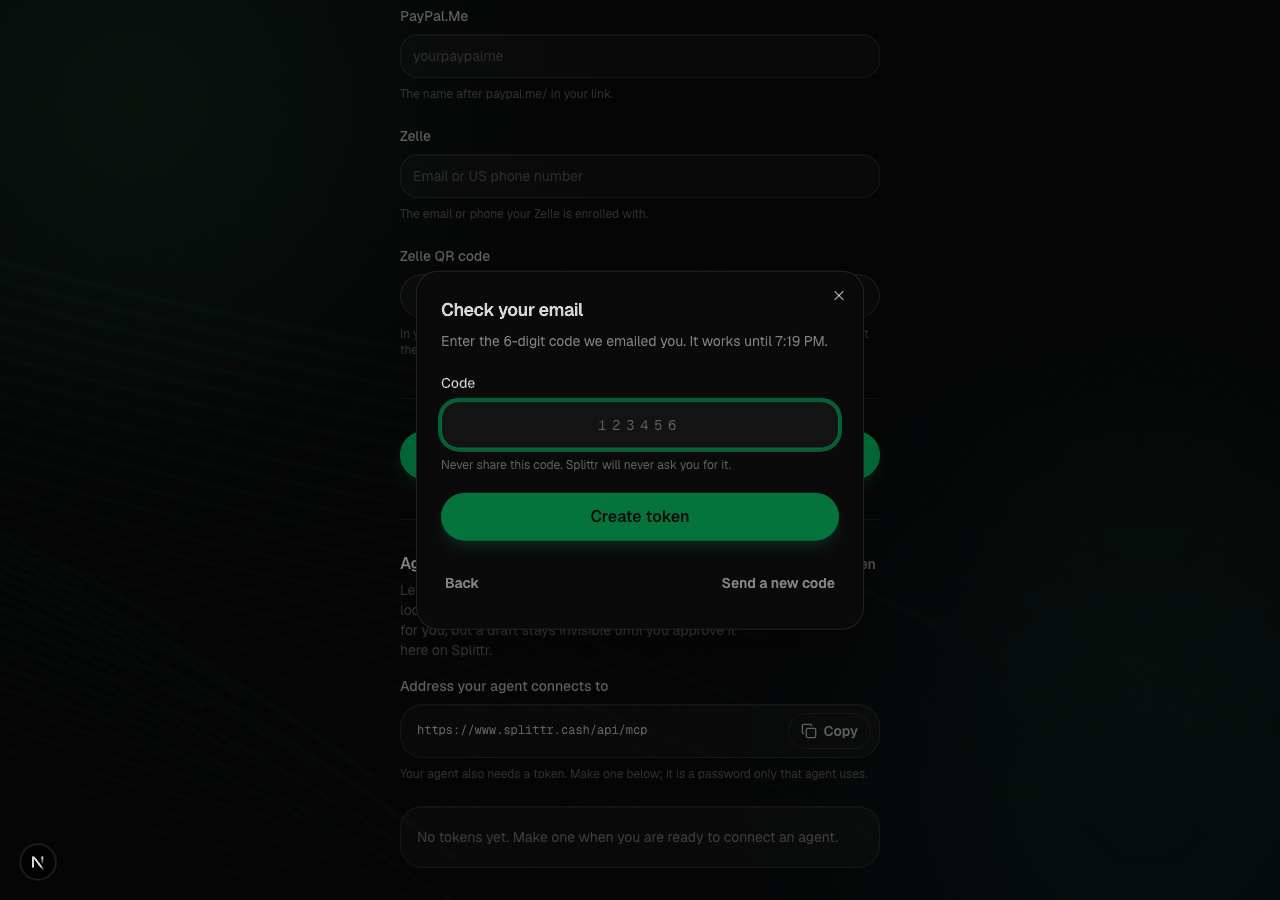 PayPal.Me
yourpaypalme
The name after paypal.me/ in your link.
Zelle
Email or US phone number
The email or phone your Zelle is enrolled with.
Zelle QR code
Check your email
Enter the 6-digit code we emailed you. It works until 7:19 PM.
Code
123456
Never share this code. Splittr will never ask you for it.
Create token
Back
Send a new code
for you, but a draft stays invisible until you approve it
here on Splittr.
Address your agent connects to
https://www.splittr.cash/api/mcp
Copy
Your agent also needs a token. Make one below; it is a password only that agent uses.
No tokens yet. Make one when you are ready to connect an agent.
N